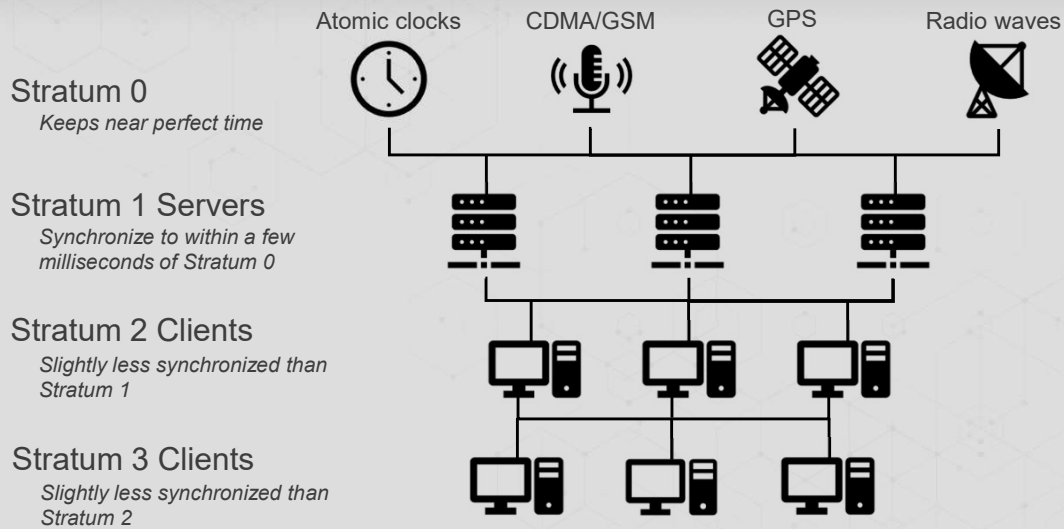 Atomic clocks
CDMA/GSM
GPS
Radio waves
Stratum 0
Keeps near perfect time
Stratum 1 Servers
Synchronize to within a few
milliseconds of Stratum 0
Stratum 2 Clients
Slightly less synchronized than
Stratum 1
Stratum 3 Clients
Slightly less synchronized than
Stratum 2